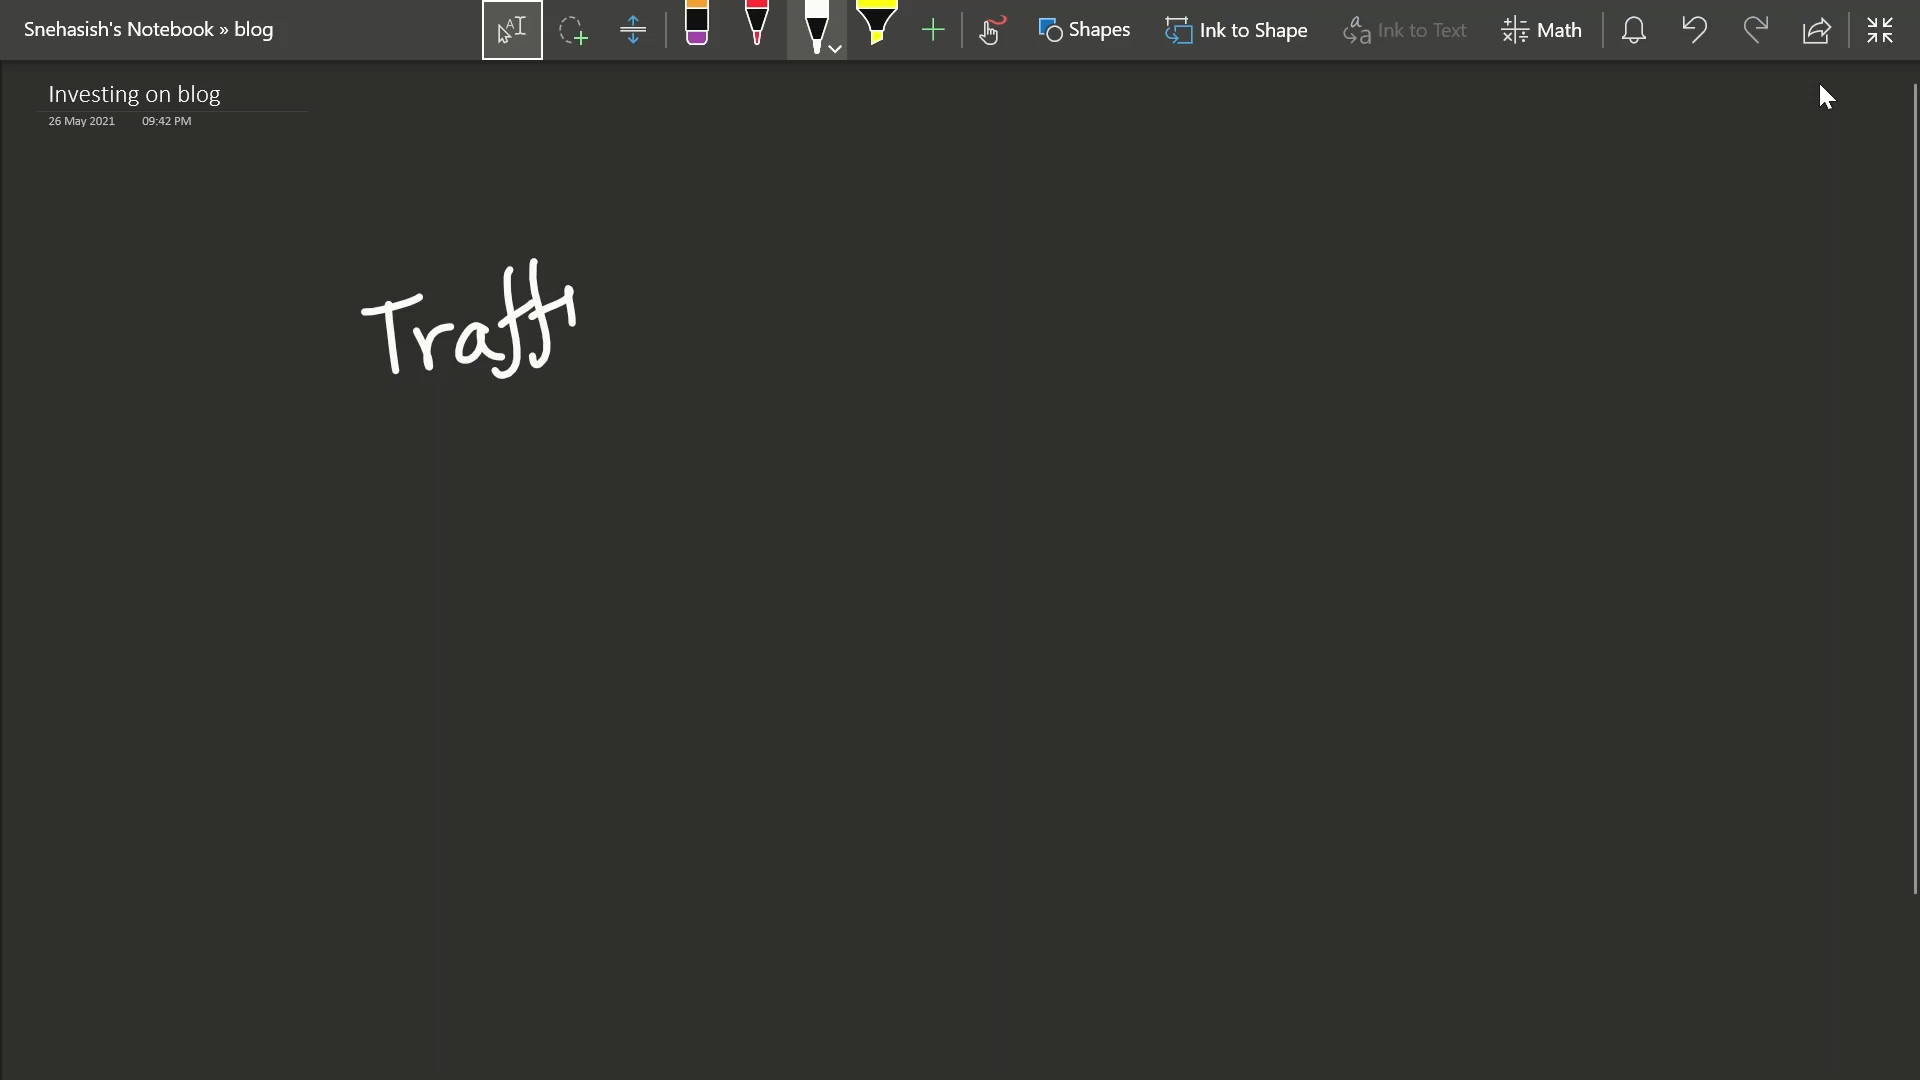 Snehasish's Notebook » blog Shapes Ink to Shape Ink to Text Math
Investing on blog
26 May 2021 09:42 PM
Traffi